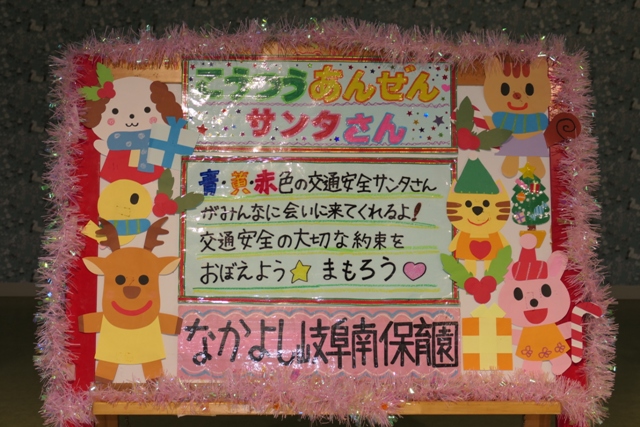 こうつうあんぜん
サンタさん
青・黄・赤色の交通安全サンタさん
がみんなに会いに来てくれるよ!
交通安全の大切な約束を
おぼえよう☆ まもろう♡
なかよし岐阜南保育園